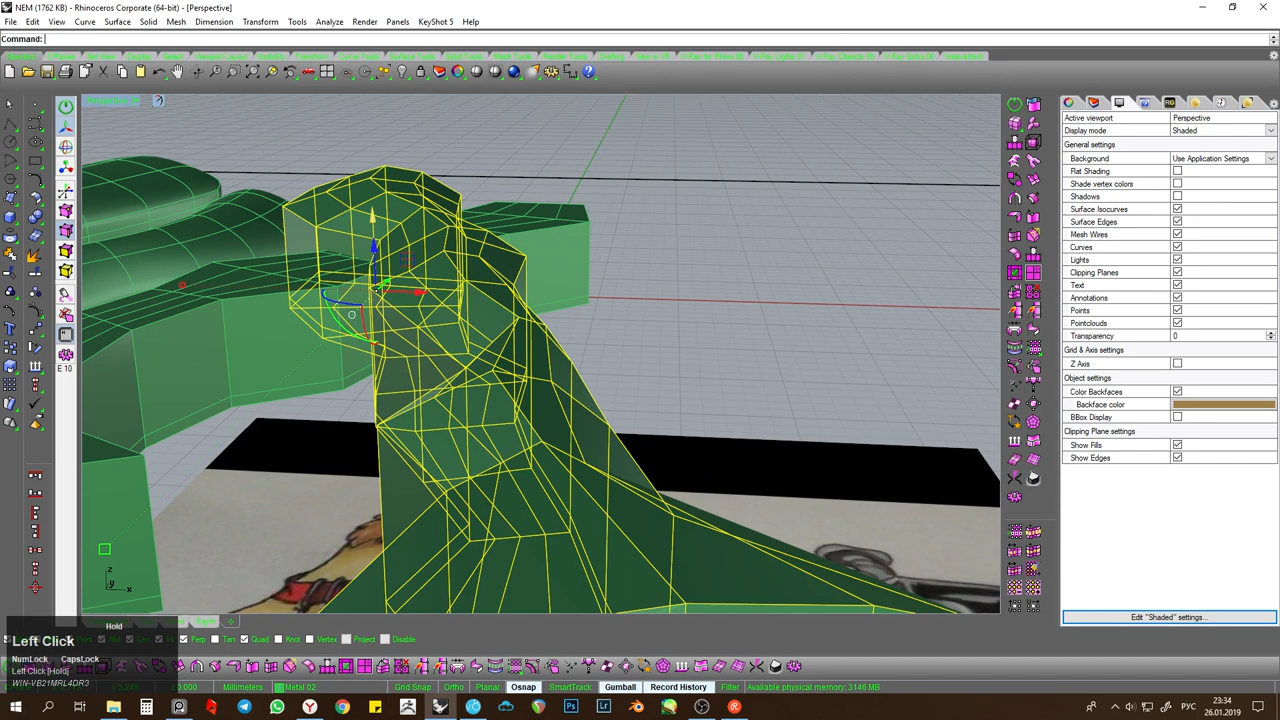 NEM (1762 KB) - Rhinoceros Corporate (64-bit) - [Perspective]
File Edit View Curve Surface Solid Mesh Dimension Transform Tools Analyze Render Panels KeyShot 5 Help
Command:
Active viewport Perspective
Display mode Shaded
General settings
Background Use Application Settings
Flat Shading
Shade vertex colors
Shadows
Surface Isocurves
Surface Edges
Mesh Wires
Curves
Lights
Clipping Planes
Text
Annotations
Points
Pointclouds
Transparency 0
Grid & Axis settings
Z Axis
Object settings
Color Backfaces
Backface color
BBox Display
Clipping Plane settings
Show Fills
Show Edges
Edit "Shaded" settings...
E 10
z
y
x
Hold
Left Click
NumLock CapsLock
Left Click [Hold]
WIN-VB21MRL4DR3
Perp Tan Quad Knot Vertex Project Disable
Millimeters Metal 02 Grid Snap Ortho Planar Osnap SmartTrack Gumball Record History Filter Available physical memory: 3146 MB
РУС
23:34
26.01.2019